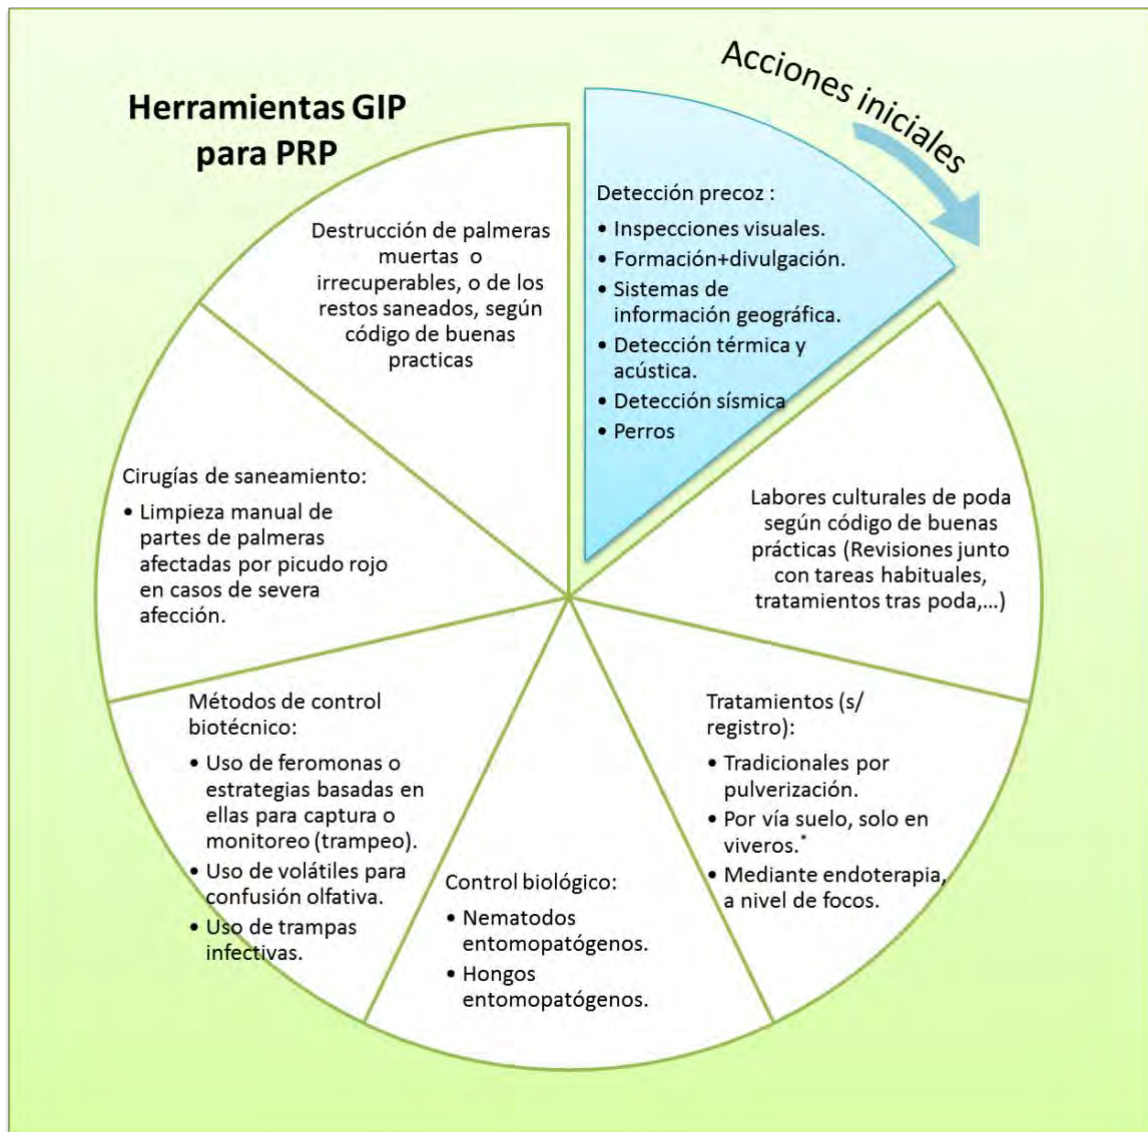 Herramientas GIP
para PRP
Acciones iniciales
Detección precoz :
• Inspecciones visuales.
• Formación+divulgación.
• Sistemas de
información geográfica.
• Detección térmica y
acústica.
• Detección sísmica
• Perros
Labores culturales de poda
según código de buenas
prácticas (Revisiones junto
con tareas habituales,
tratamientos tras poda,...)
Tratamientos (s/
registro):
• Tradicionales por
pulverización.
• Por vía suelo, solo en
viveros.*
• Mediante endoterapia,
a nivel de focos.
Control biológico:
• Nematodos
entomopatógenos.
• Hongos
entomopatógenos.
Métodos de control
biotécnico:
• Uso de feromonas o
estrategias basadas en
ellas para captura o
monitoreo (trampeo).
• Uso de volátiles para
confusión olfativa.
• Uso de trampas
infectivas.
Cirugías de saneamiento:
• Limpieza manual de
partes de palmeras
afectadas por picudo rojo
en casos de severa
afección.
Destrucción de palmeras
muertas o
irrecuperables, o de los
restos saneados, según
código de buenas
practicas